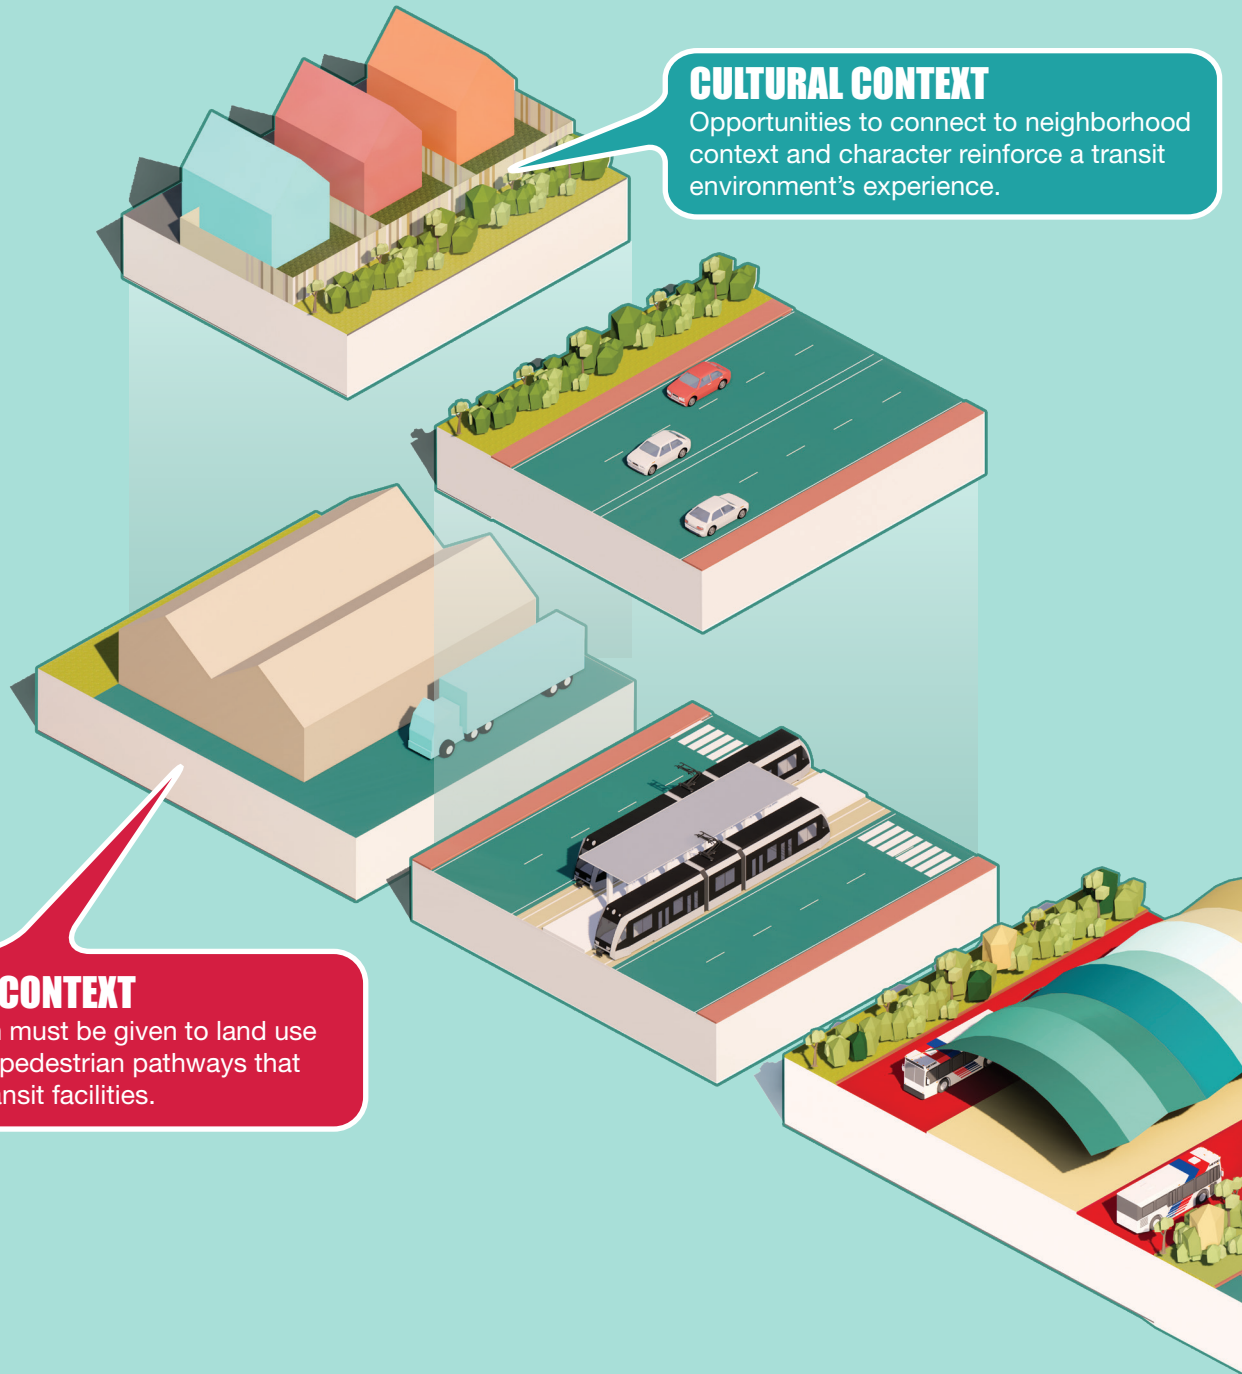 CULTURAL CONTEXT
Opportunities to connect to neighborhood
context and character reinforce a transit
environment's experience.
CONTEXT
must be given to land use
pedestrian pathways that
facilities.